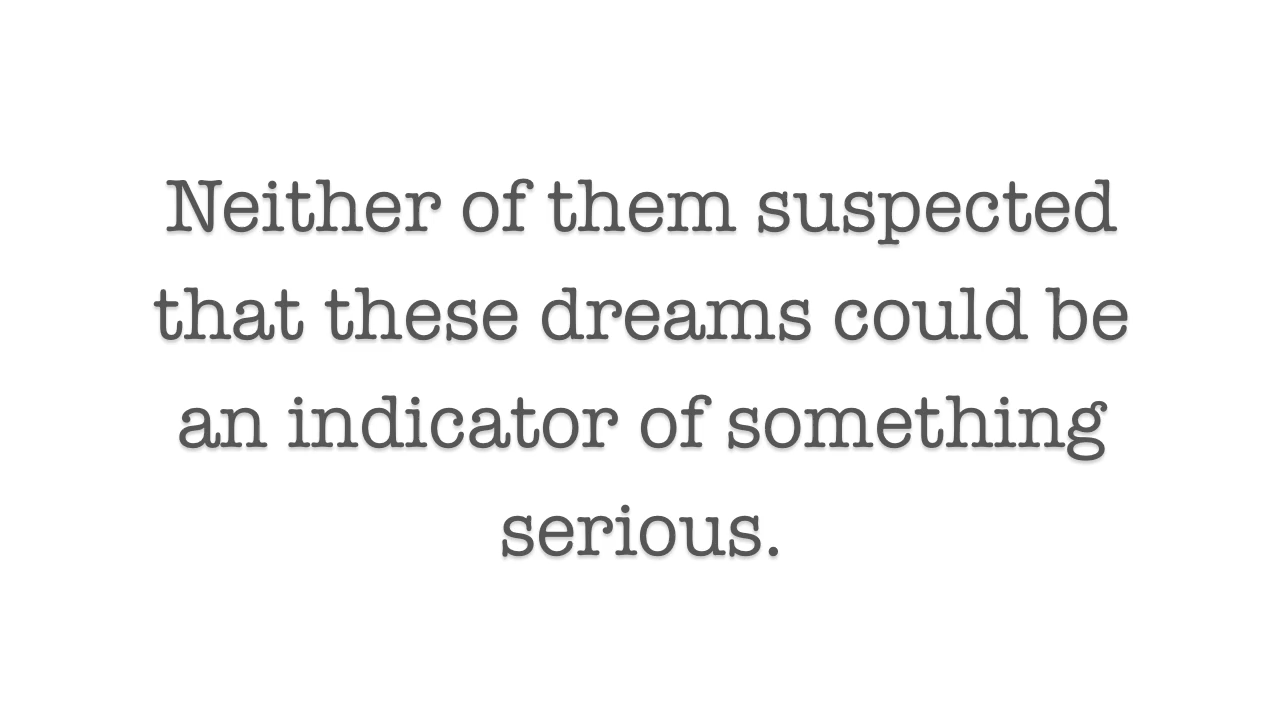 Neither of them suspected
that these dreams could be
an indicator of something
serious.